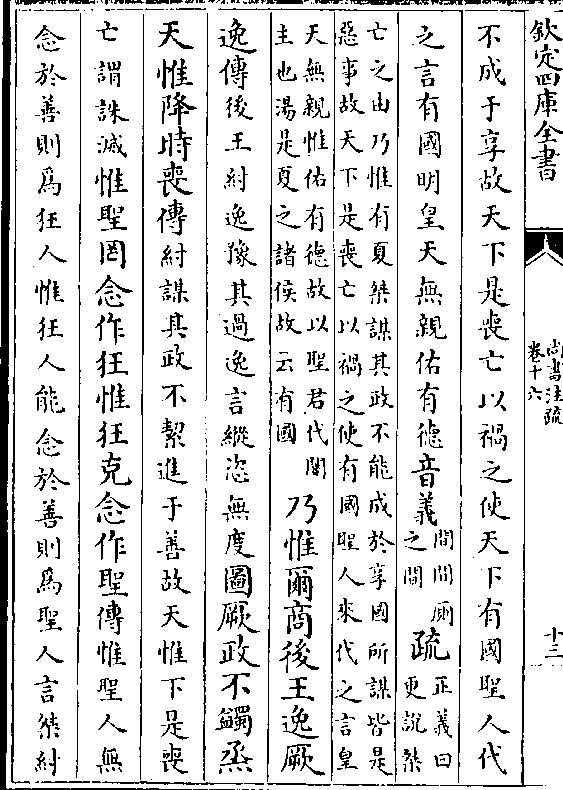 欽定四庫全書
尚書注疏
卷十六
十三
不成于享故天下是喪亡以禍之使天下有國聖人代
之言有國明皇天無親佑有德音義
間間厠
之間
疏
正義曰
更說桀
亡之由乃惟有夏桀謀其政不能成於享國所謀皆是
惡事故天下是喪亡以禍之使有國聖人來代之言皇
天無親惟佑有德故以聖君代闇
主也湯是夏之諸侯故云有國
乃惟爾商後王逸厥
逸傳後王紂逸豫其過逸言縱恣無度圖厥政不蠲烝
天惟降時喪傳紂謀其政不絜進于善故天惟下是喪
亡謂誅滅惟聖罔念作狂惟狂克念作聖傳惟聖人無
念於善則爲狂人惟狂人能念於善則爲聖人言桀紂